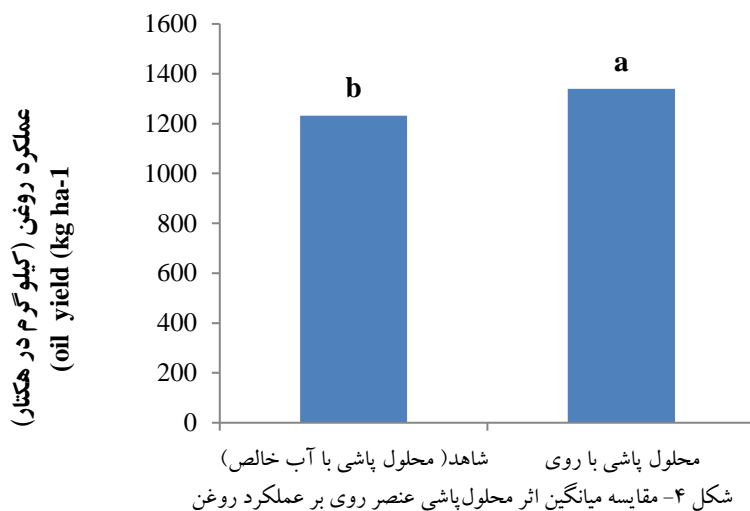 عملکرد روغن (کیلو گرم در هکتار)
(oil yield (kg ha-1
1600
1400
1200
1000
800
600
400
200
0
b
a
شاهد( محلول پاشی با آب خالص)
محلول پاشی با روی
شکل ۴- مقایسه میانگین اثر محلول‌پاشی عنصر روی بر عملکرد روغن